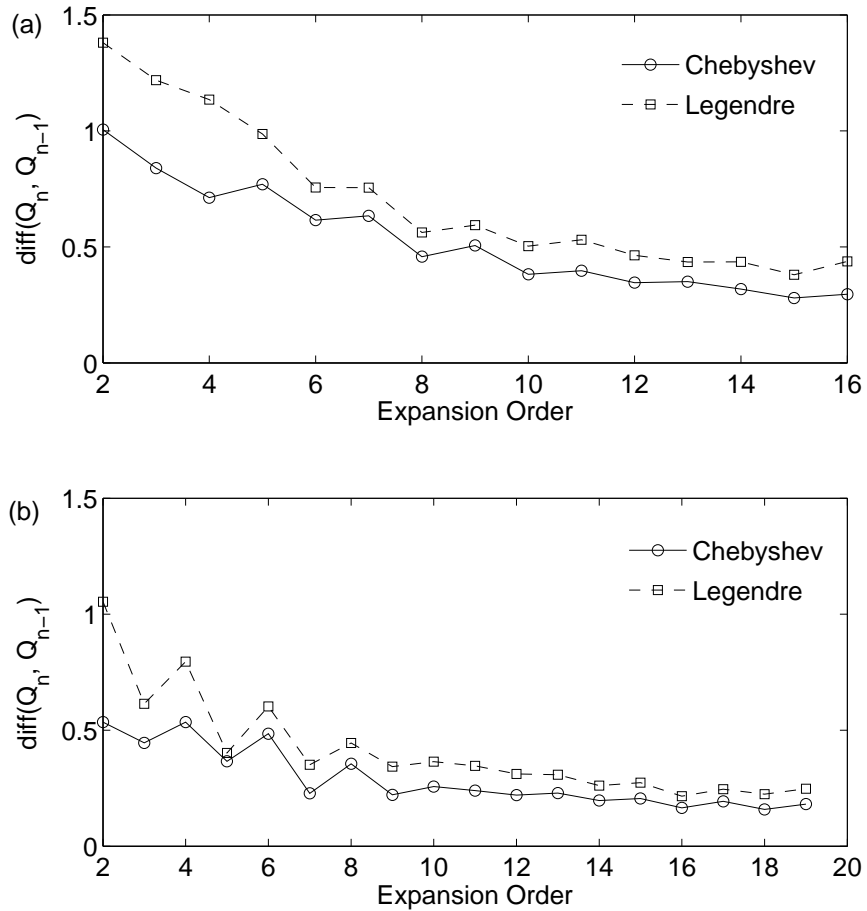 (a)
1.5
1
0.5
0
diff(Q_n, Q_{n−1})
Chebyshev
Legendre
2 4 6 8 10 12 14 16
Expansion Order
(b)
1.5
1
0.5
0
diff(Q_n, Q_{n−1})
Chebyshev
Legendre
2 4 6 8 10 12 14 16 18 20
Expansion Order